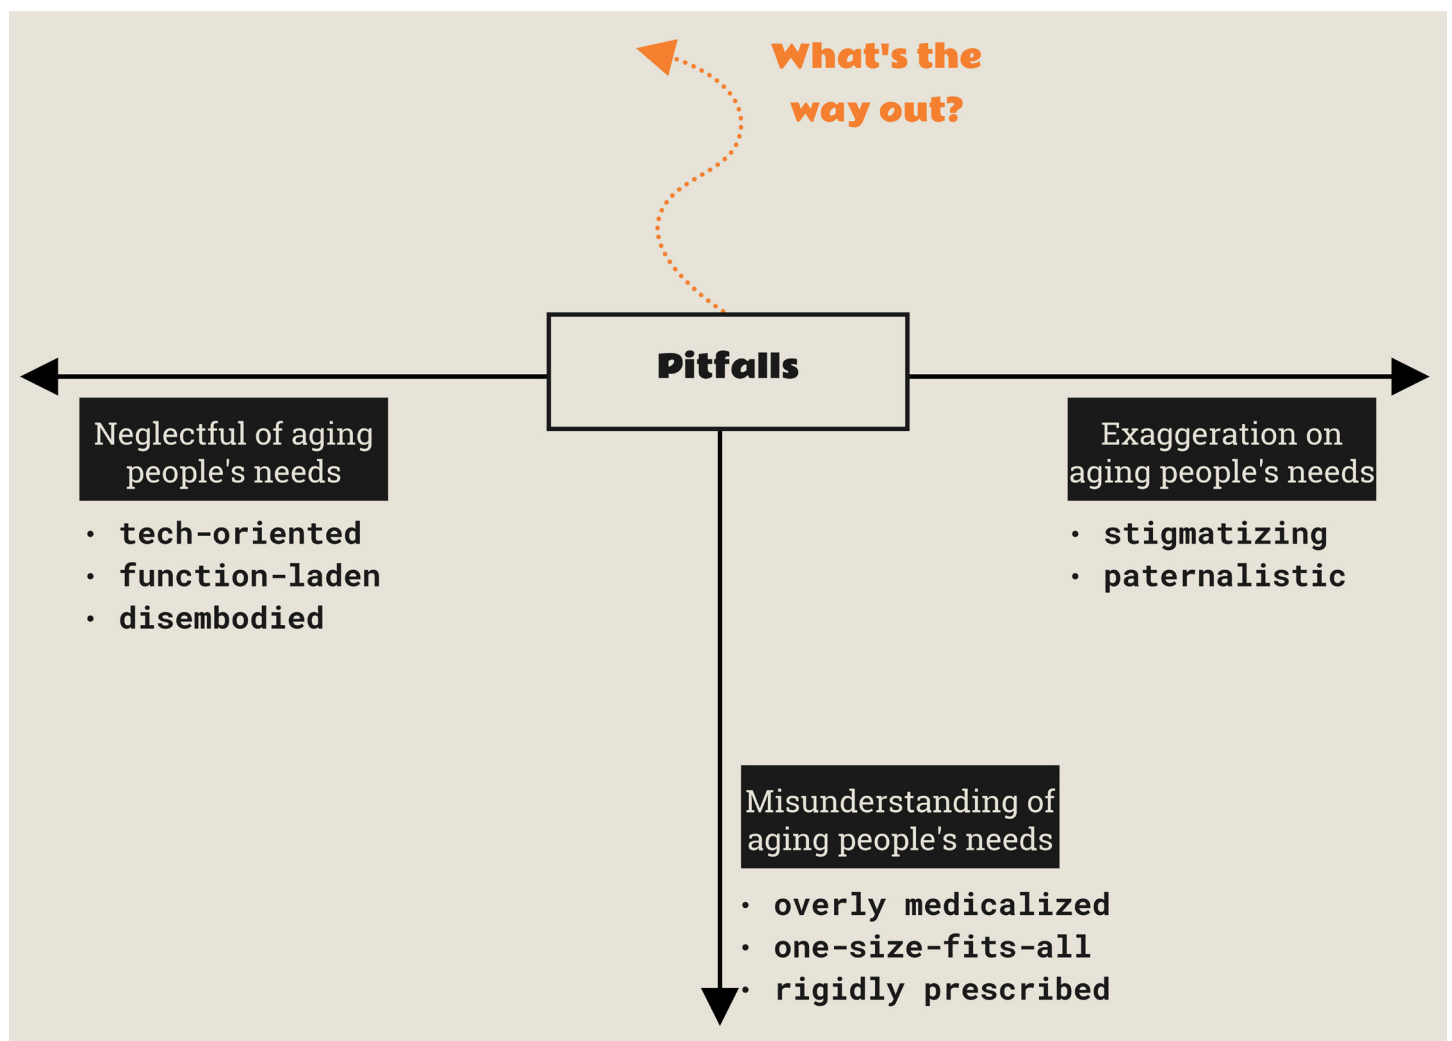 What's the
way out?
Pitfalls
Neglectful of aging
people's needs
• tech-oriented
• function-laden
• disembodied
Exaggeration on
aging people's needs
• stigmatizing
• paternalistic
Misunderstanding of
aging people's needs
• overly medicalized
• one-size-fits-all
• rigidly prescribed